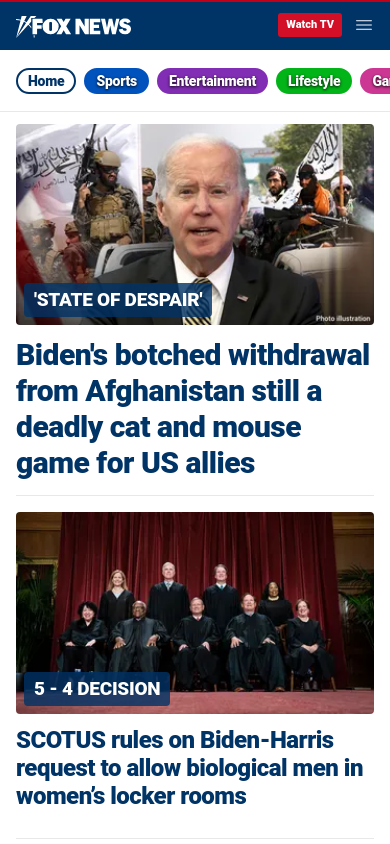 FOX NEWS
Watch TV
Home
Sports
Entertainment
Lifestyle
Ga
'STATE OF DESPAIR'
Photo illustration
Biden's botched withdrawal
from Afghanistan still a
deadly cat and mouse
game for US allies
5 - 4 DECISION
SCOTUS rules on Biden-Harris
request to allow biological men in
women’s locker rooms